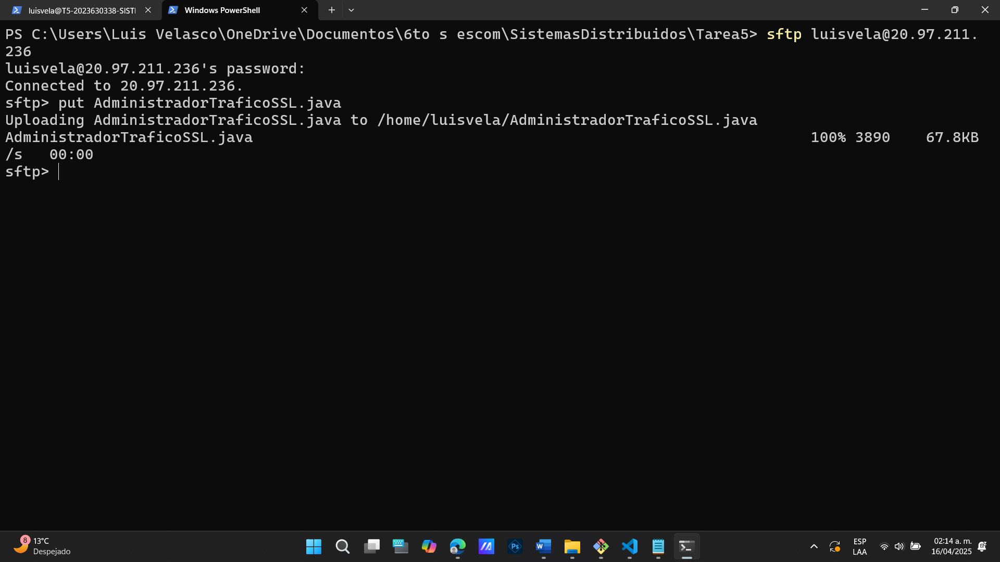 luisvela@T5-2023630338-SISTI
Windows PowerShell
PS C:\Users\Luis Velasco\OneDrive\Documentos\6to s escom\SistemasDistribuidos\Tarea5> sftp luisvela@20.97.211.
236
luisvela@20.97.211.236's password:
Connected to 20.97.211.236.
sftp> put AdministradorTraficoSSL.java
Uploading AdministradorTraficoSSL.java to /home/luisvela/AdministradorTraficoSSL.java
AdministradorTraficoSSL.java 100% 3890 67.8KB
/s 00:00
sftp>
8
13°C
Despejado
Ps
W
ESP
LAA
02:14 a. m.
16/04/2025